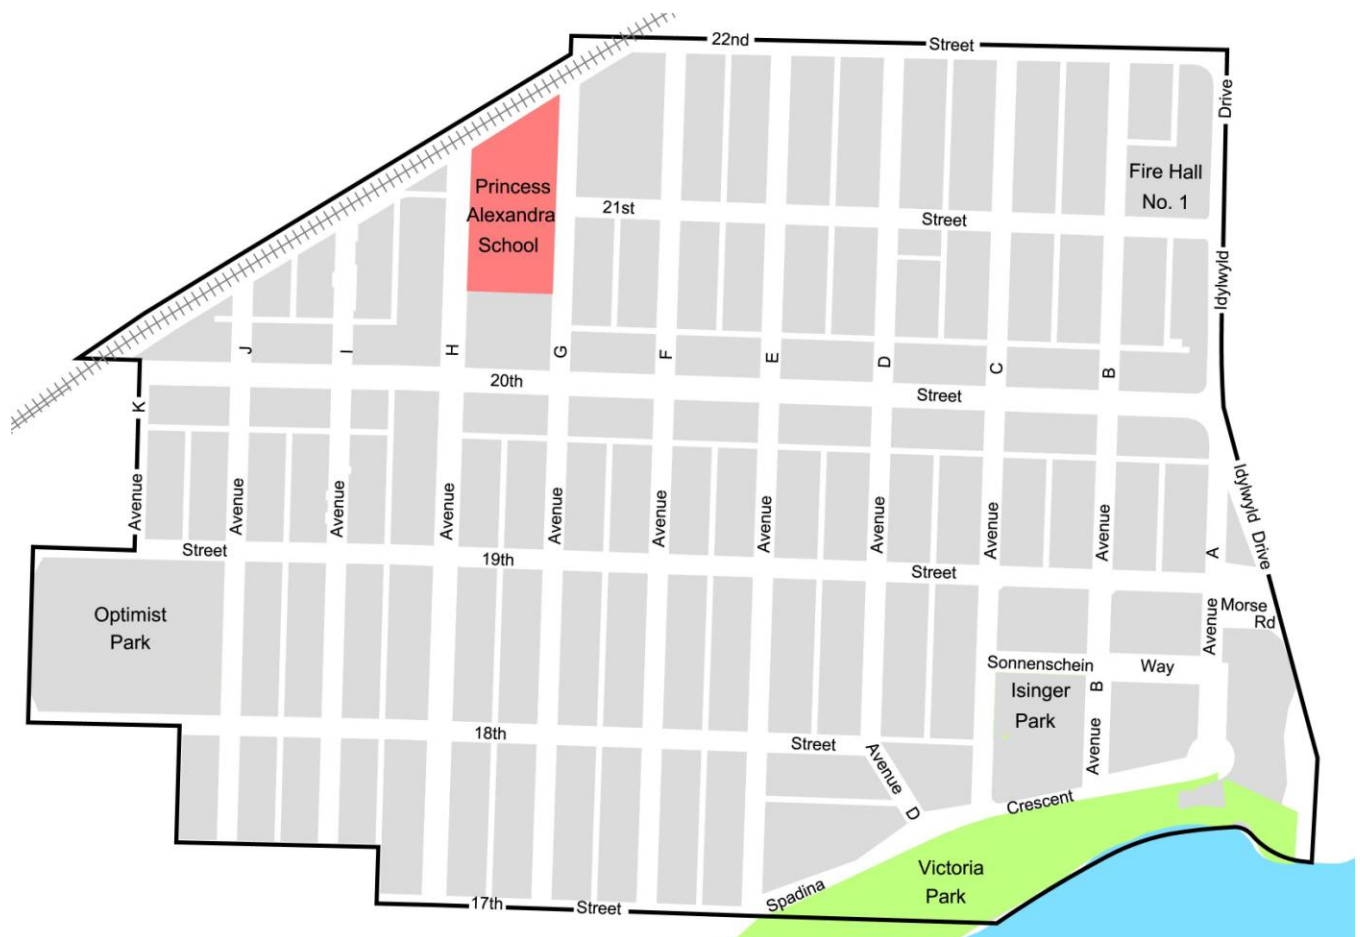 22nd Street
Idylwyld Drive
Fire Hall
No. 1
Princess
Alexandra
School
21st Street
J
I
H
G
F
E
D
C
B
20th Street
K
Avenue
Avenue
Avenue
Avenue
Avenue
Avenue
Avenue
Avenue
Avenue
Avenue
Idylwyld Drive
A
Avenue
Street 19th Street
Optimist
Park
Morse
Rd
Sonnenschein Way
Isinger
Park
Avenue B
18th Street
Avenue D
Spadina Crescent
Victoria
Park
17th Street